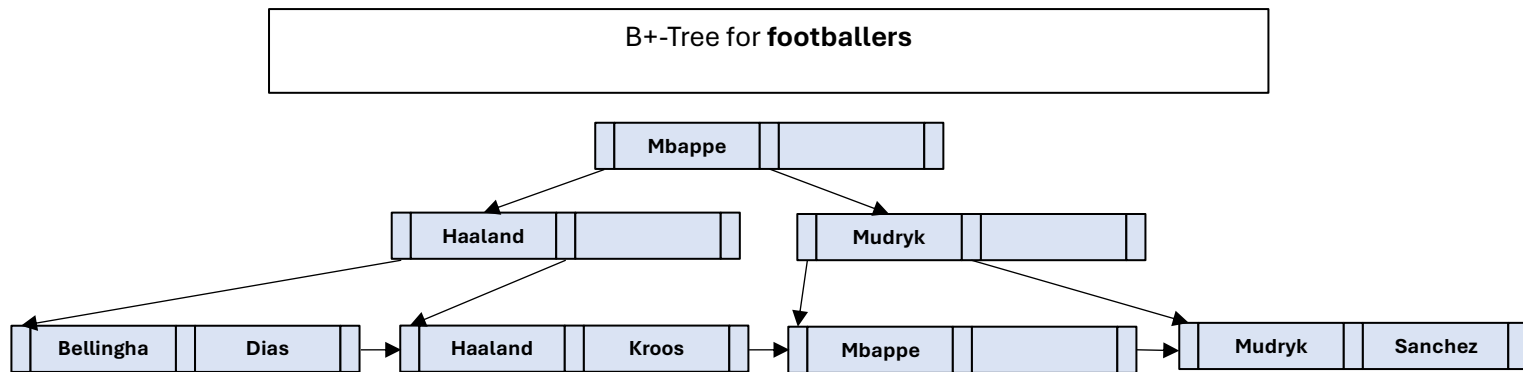 B+-Tree for footballers
Mbappe
Haaland
Mudryk
Bellingha Dias Haaland Kroos Mbappe Mudryk Sanchez